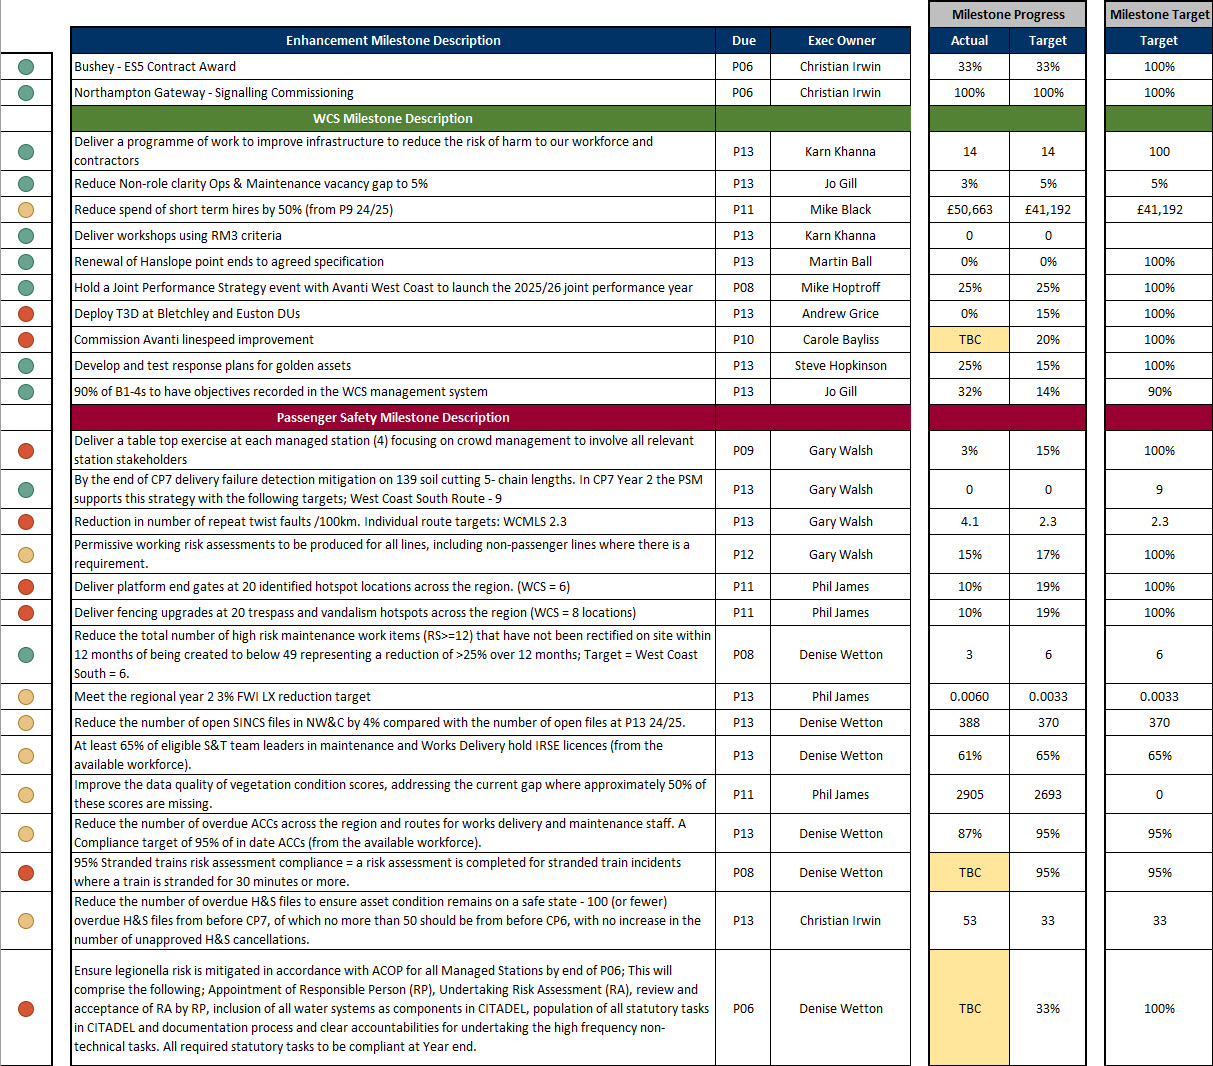 Milestone Progress Milestone Target
Enhancement Milestone Description Due Exec Owner Actual Target Target
Bushey - ES5 Contract Award P06 Christian Irwin 33% 33% 100%
Northampton Gateway - Signalling Commissioning P06 Christian Irwin 100% 100% 100%
WCS Milestone Description
Deliver a programme of work to improve infrastructure to reduce the risk of harm to our workforce and
contractors P13 Karn Khanna 14 14 100
Reduce Non-role clarity Ops & Maintenance vacancy gap to 5% P13 Jo Gill 3% 5% 5%
Reduce spend of short term hires by 50% (from P9 24/25) P11 Mike Black £50,663 £41,192 £41,192
Deliver workshops using RM3 criteria P13 Karn Khanna 0 0
Renewal of Hanslope point ends to agreed specification P13 Martin Ball 0% 0% 100%
Hold a Joint Performance Strategy event with Avanti West Coast to launch the 2025/26 joint performance year P08 Mike Hoptroff 25% 25% 100%
Deploy T3D at Bletchley and Euston DUs P13 Andrew Grice 0% 15% 100%
Commission Avanti linespeed improvement P10 Carole Bayliss TBC 20% 100%
Develop and test response plans for golden assets P13 Steve Hopkinson 25% 15% 100%
90% of B1-4s to have objectives recorded in the WCS management system P13 Jo Gill 32% 14% 90%
Passenger Safety Milestone Description
Deliver a table top exercise at each managed station (4) focusing on crowd management to involve all relevant
station stakeholders P09 Gary Walsh 3% 15% 100%
By the end of CP7 delivery failure detection mitigation on 139 soil cutting 5- chain lengths. In CP7 Year 2 the PSM
supports this strategy with the following targets; West Coast South Route - 9 P13 Gary Walsh 0 0 9
Reduction in number of repeat twist faults /100km. Individual route targets: WCMLS 2.3 P13 Gary Walsh 4.1 2.3 2.3
Permissive working risk assessments to be produced for all lines, including non-passenger lines where there is a
requirement. P12 Gary Walsh 15% 17% 100%
Deliver platform end gates at 20 identified hotspot locations across the region. (WCS = 6) P11 Phil James 10% 19% 100%
Deliver fencing upgrades at 20 trespass and vandalism hotspots across the region (WCS = 8 locations) P11 Phil James 10% 19% 100%
Reduce the total number of high risk maintenance work items (RS>=12) that have not been rectified on site within
12 months of being created to below 49 representing a reduction of >25% over 12 months; Target = West Coast P08 Denise Wetton 3 6 6
South = 6.
Meet the regional year 2 3% FWI LX reduction target P13 Phil James 0.0060 0.0033 0.0033
Reduce the number of open SINCS files in NW&C by 4% compared with the number of open files at P13 24/25. P13 Denise Wetton 388 370 370
At least 65% of eligible S&T team leaders in maintenance and Works Delivery hold IRSE licences (from the
available workforce). P13 Denise Wetton 61% 65% 65%
Improve the data quality of vegetation condition scores, addressing the current gap where approximately 50% of
these scores are missing. P11 Phil James 2905 2693 0
Reduce the number of overdue ACCs across the region and routes for works delivery and maintenance staff. A
Compliance target of 95% of in date ACCs (from the available workforce). P13 Denise Wetton 87% 95% 95%
95% Stranded trains risk assessment compliance = a risk assessment is completed for stranded train incidents
where a train is stranded for 30 minutes or more. P08 Denise Wetton TBC 95% 95%
Reduce the number of overdue H&S files to ensure asset condition remains on a safe state - 100 (or fewer)
overdue H&S files from before CP7, of which no more than 50 should be from before CP6, with no increase in the P13 Christian Irwin 53 33 33
number of unapproved H&S cancellations.
Ensure legionella risk is mitigated in accordance with ACOP for all Managed Stations by end of P06; This will
comprise the following; Appointment of Responsible Person (RP), Undertaking Risk Assessment (RA), review and
acceptance of RA by RP, inclusion of all water systems as components in CITADEL, population of all statutory tasks P06 Denise Wetton TBC 33% 100%
in CITADEL and documentation process and clear accountabilities for undertaking the high frequency non-
technical tasks. All required statutory tasks to be compliant at Year end.